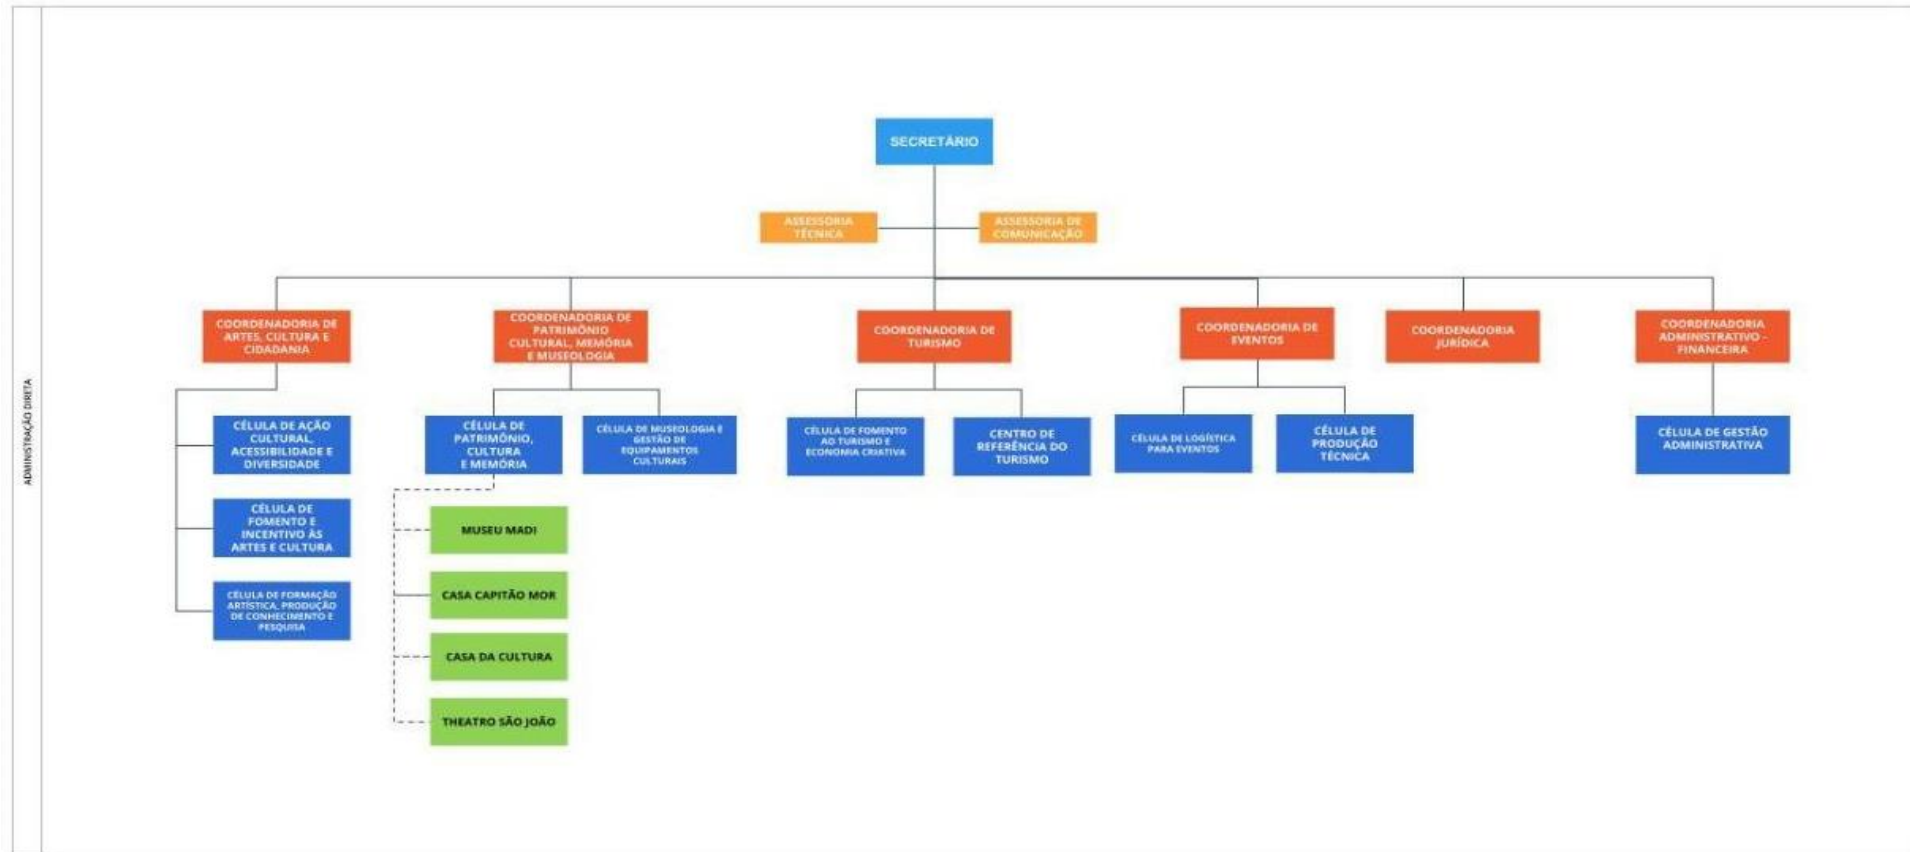 ADMINISTRAÇÃO DIRETA
SECRETÁRIO
ASSESSORIA
TÉCNICA
ASSESSORIA DE
COMUNICAÇÃO
COORDENADORIA DE
ARTES, CULTURA E
CIDADANIA
COORDENADORIA DE
PATRIMÔNIO
CULTURAL, MEMÓRIA
E MUSEOLOGIA
COORDENADORIA DE
TURISMO
COORDENADORIA DE
EVENTOS
COORDENADORIA
JURÍDICA
COORDENADORIA
ADMINISTRATIVO -
FINANCEIRA
CÉLULA DE AÇÃO
CULTURAL,
ACESSIBILIDADE E
DIVERSIDADE
CÉLULA DE
FOMENTO E
INCENTIVO ÀS
ARTES E CULTURA
CÉLULA DE FORMAÇÃO
ARTÍSTICA, PRODUÇÃO
DE CONHECIMENTO E
PESQUISA
CÉLULA DE
PATRIMÔNIO,
CULTURA
E MEMÓRIA
CÉLULA DE MUSEOLOGIA E
GESTÃO DE
EQUIPAMENTOS
CULTURAIS
MUSEU MADI
CASA CAPITÃO MOR
CASA DA CULTURA
THEATRO SÃO JOÃO
CÉLULA DE FOMENTO
AO TURISMO E
ECONOMIA CRIATIVA
CENTRO DE
REFERÊNCIA DO
TURISMO
CÉLULA DE LOGÍSTICA
PARA EVENTOS
CÉLULA DE
PRODUÇÃO
TÉCNICA
CÉLULA DE GESTÃO
ADMINISTRATIVA